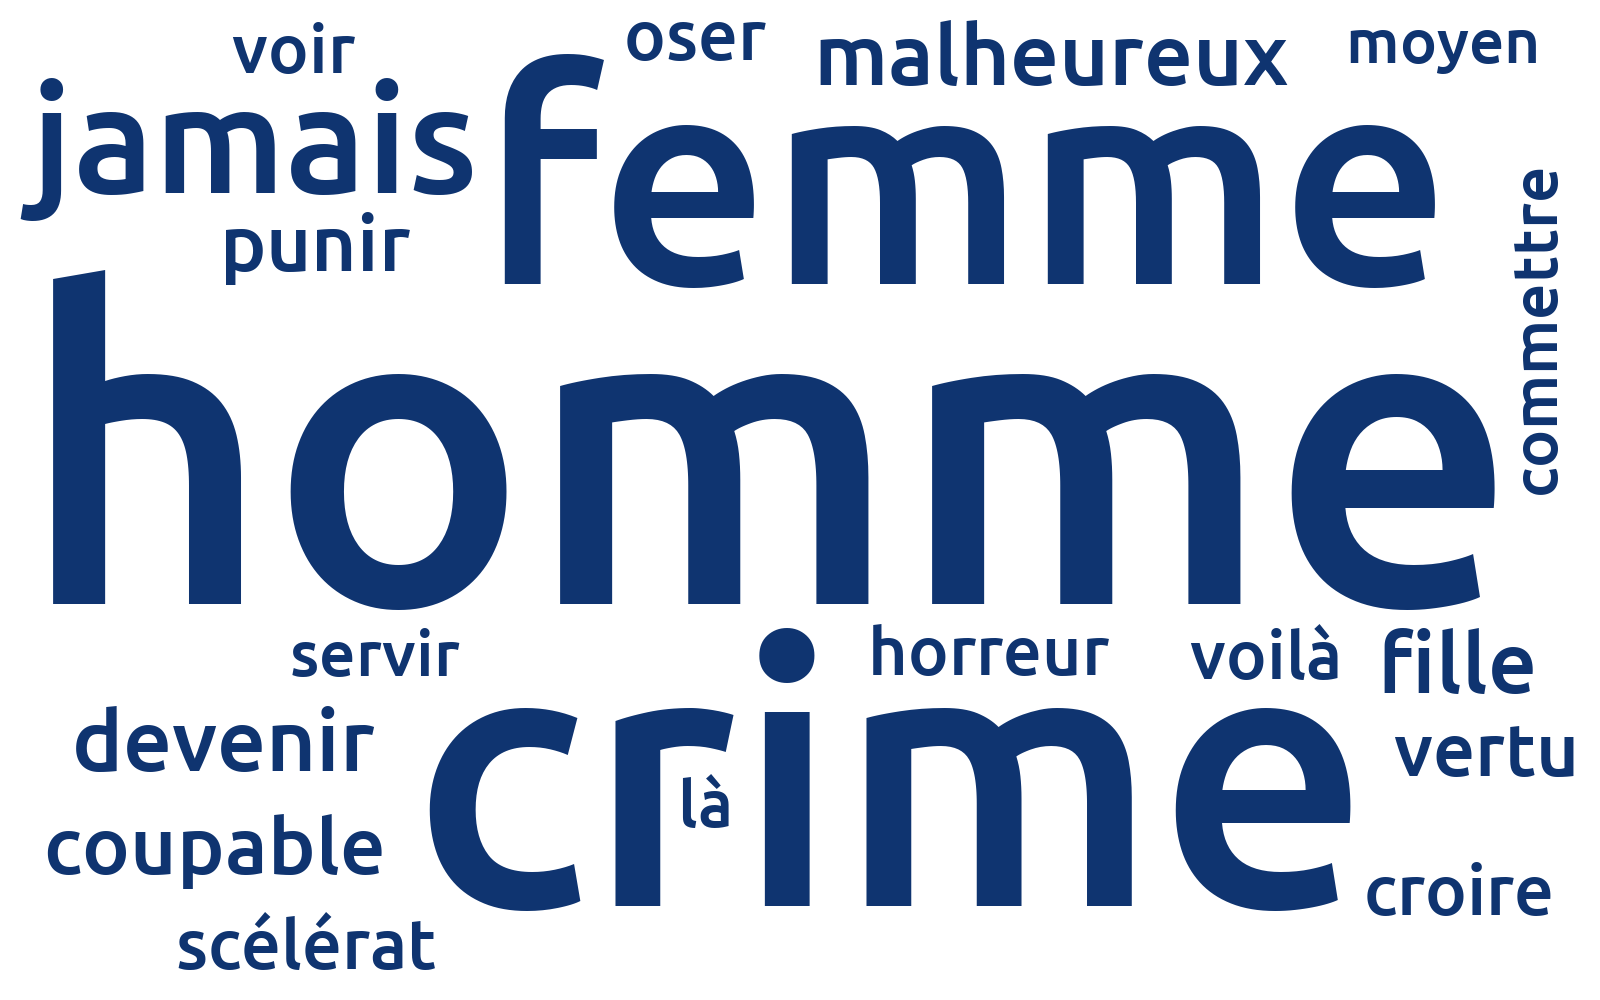 voir
oser
malheureux
moyen
jamais
femme
punir
commettre
homme
servir
horreur
voilà
fille
devenir
crime
vertu
là
coupable
croire
scélérat